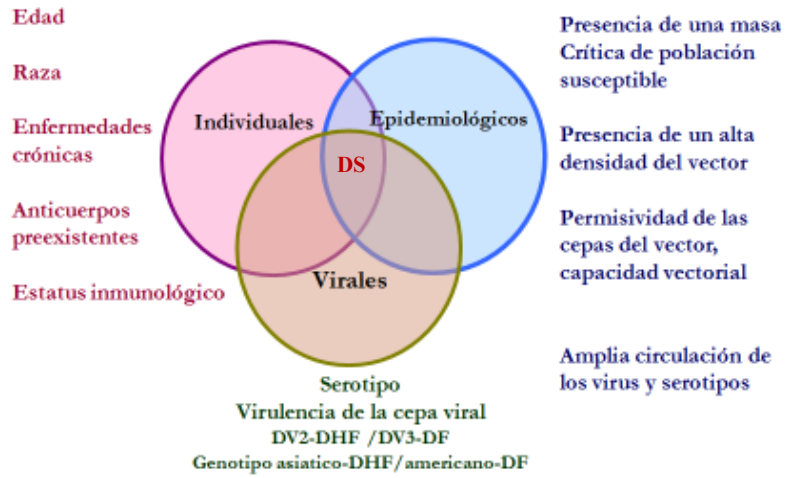 Edad
Raza
Enfermedades
crónicas
Anticuerpos
preexistentes
Estatus inmunológico
Individuales
Epidemiológicos
DS
Virales
Presencia de una masa
Crítica de población
susceptible
Presencia de un alta
densidad del vector
Permisividad de las
cepas del vector,
capacidad vectorial
Amplia circulación de
los virus y serotipos
Serotipo
Virulencia de la cepa viral
DV2-DHF /DV3-DF
Genotipo asiatico-DHF/americano-DF